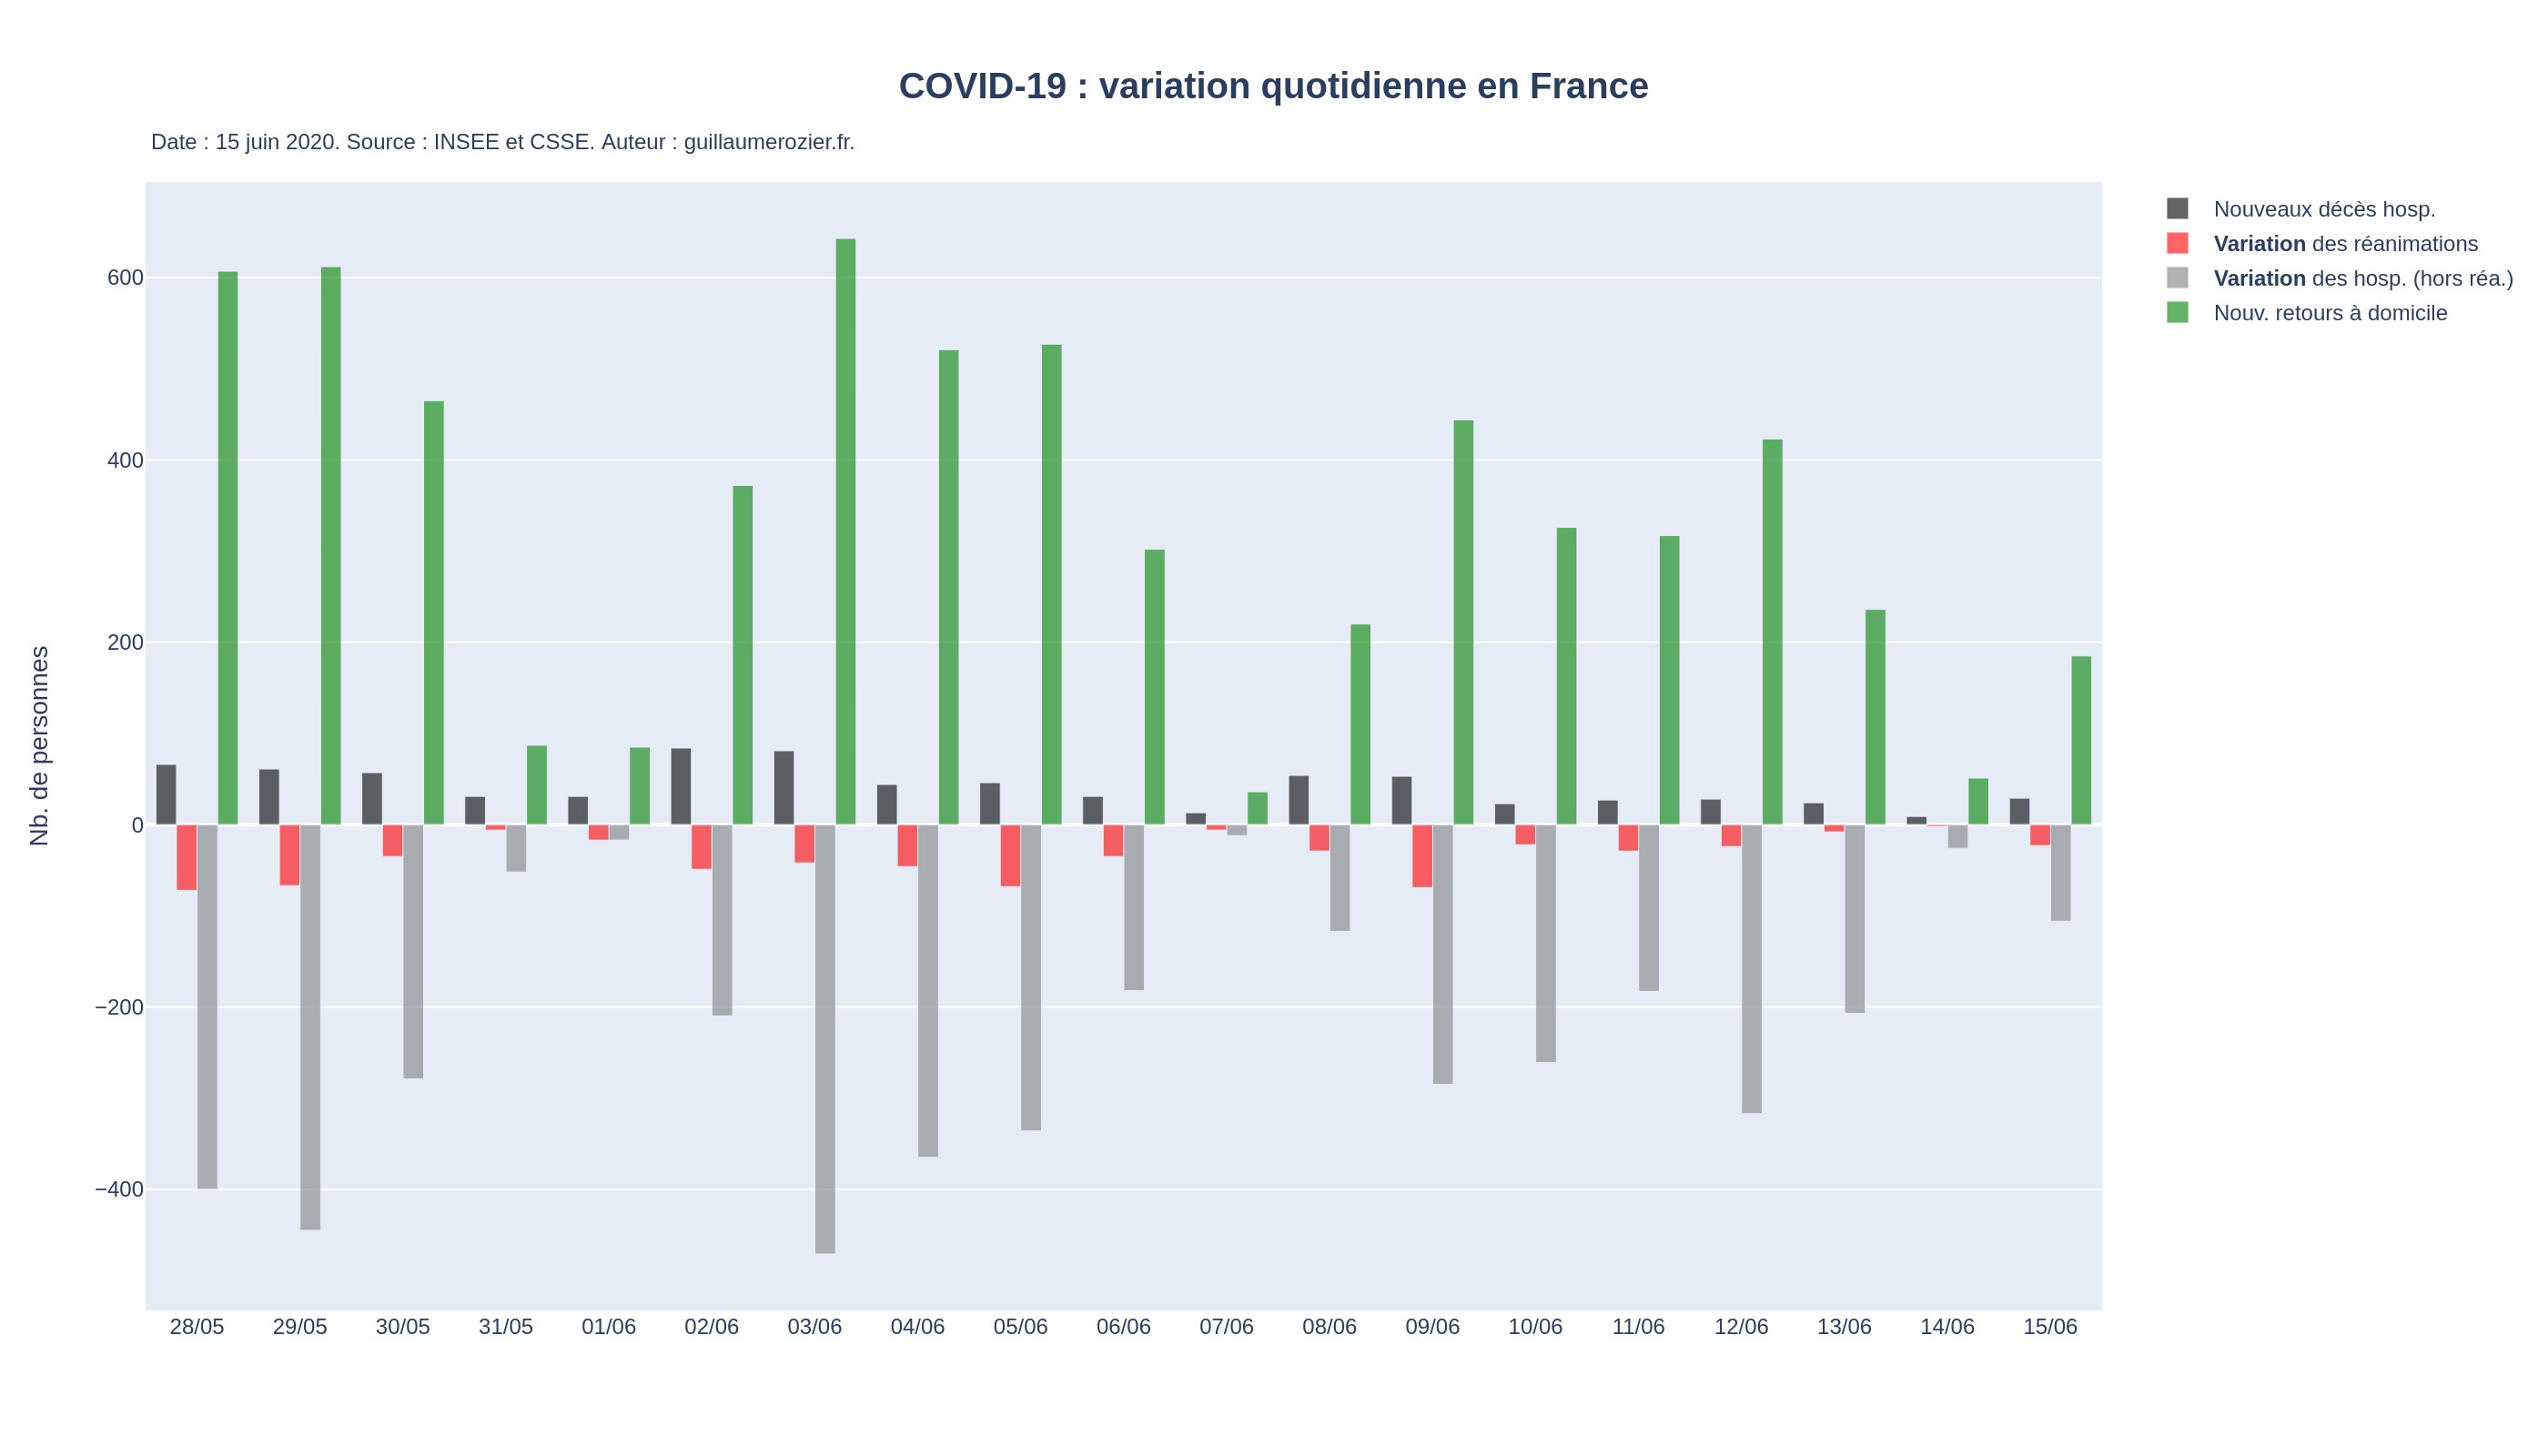 COVID-19 : variation quotidienne en France
Date : 15 juin 2020. Source : INSEE et CSSE. Auteur : guillaumerozier.fr.
Nouveaux décès hosp.
Variation des réanimations
Variation des hosp. (hors réa.)
Nouv. retours à domicile
Nb. de personnes
600
400
200
0
−200
−400
28/05 29/05 30/05 31/05 01/06 02/06 03/06 04/06 05/06 06/06 07/06 08/06 09/06 10/06 11/06 12/06 13/06 14/06 15/06